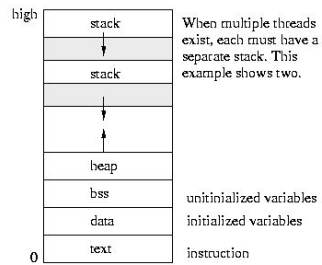 high
stack
When multiple threads
exist, each must have a
separate stack. This
example shows two.
stack
heap
bss
unitinialized variables
data
initialized variables
text
instruction
0